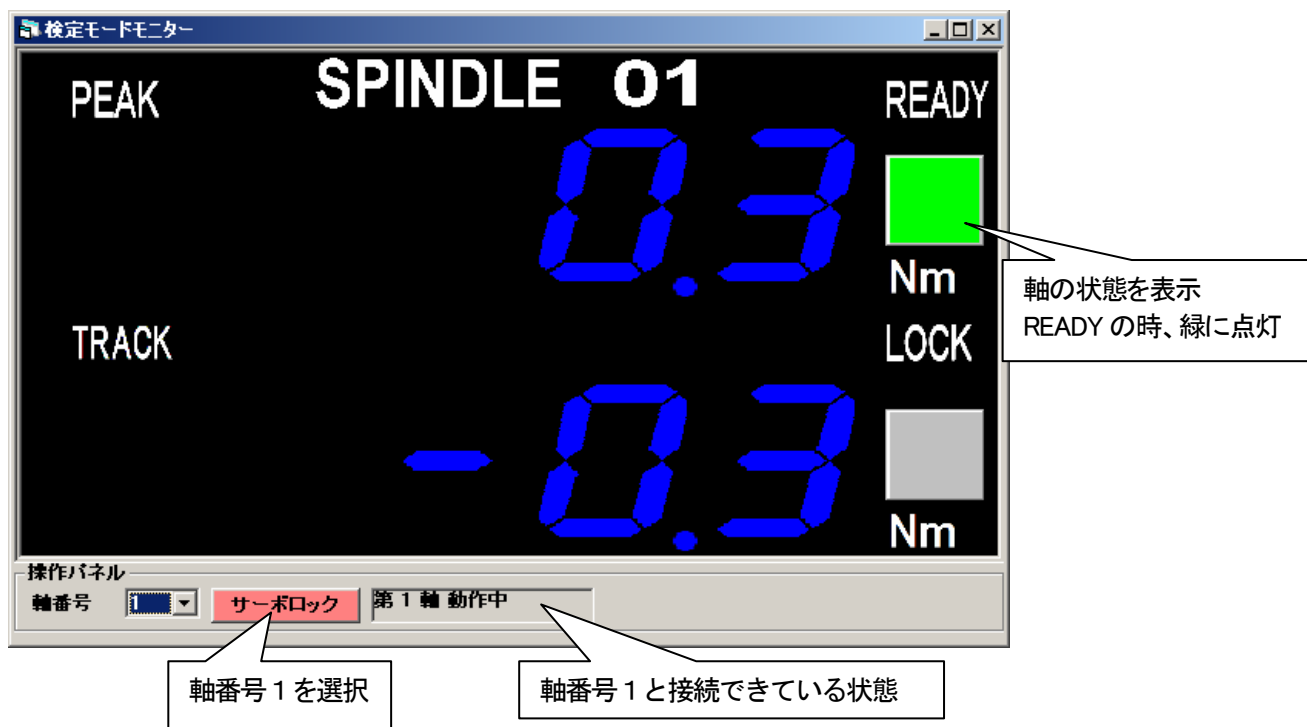 検定モードモニター
SPINDLE 01
PEAK
READY
0.3
Nm
軸の状態を表示
READY の時、緑に点灯
TRACK
LOCK
-0.3
Nm
操作パネル
軸番号 1 サーボロック 第 1 軸 動作中
軸番号１を選択
軸番号１と接続できている状態